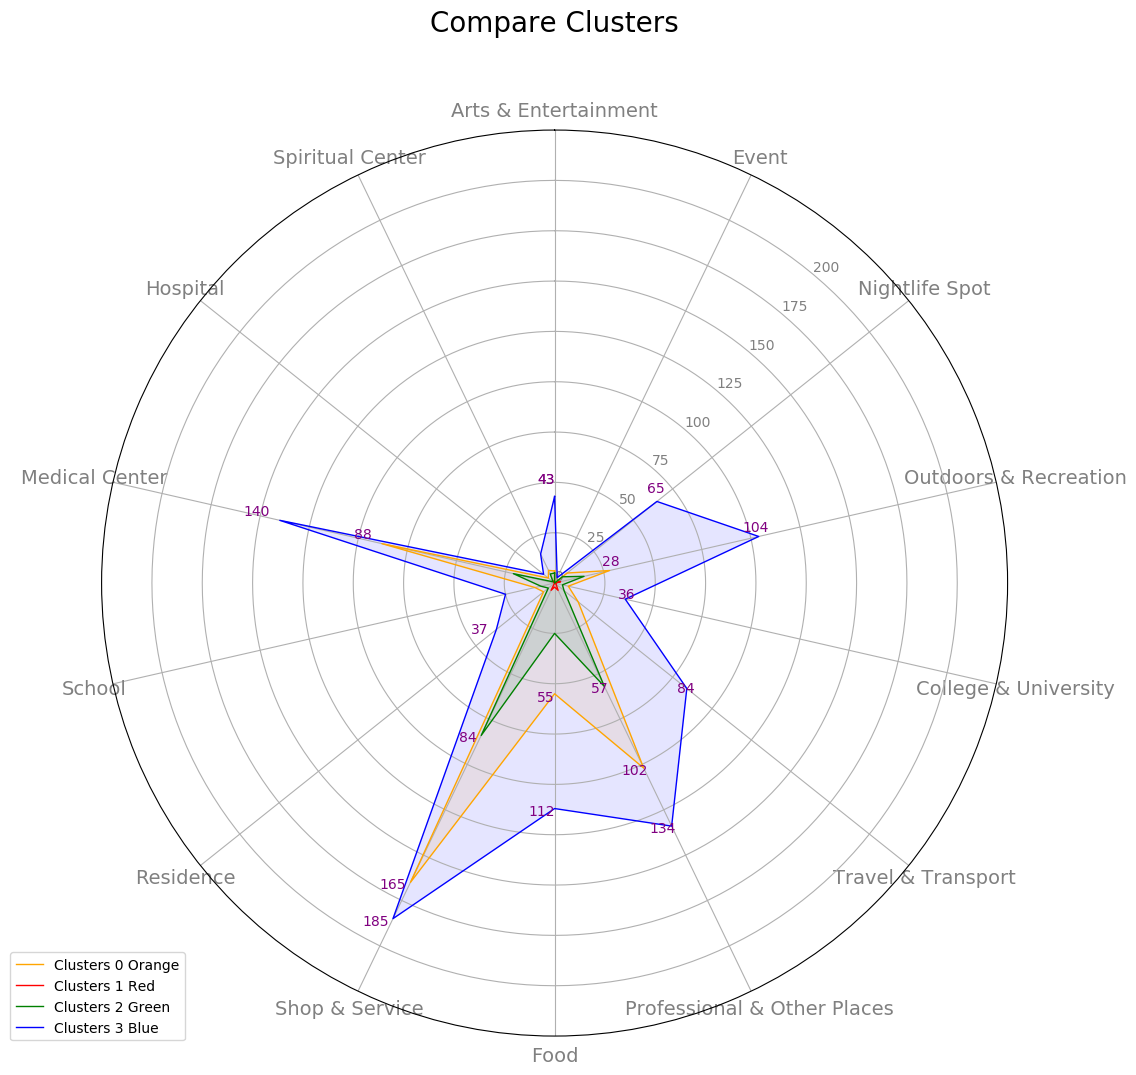 Compare Clusters
Arts & Entertainment
Spiritual Center
Event
200
Hospital
Nightlife Spot
175
150
125
100
75
Medical Center
43
65
50
Outdoors & Recreation
140
104
88
25
28
36
37
School
84
57
College & University
55
84
102
112
134
Residence
165
Travel & Transport
185
Shop & Service
Professional & Other Places
Food
Clusters 0 Orange
Clusters 1 Red
Clusters 2 Green
Clusters 3 Blue